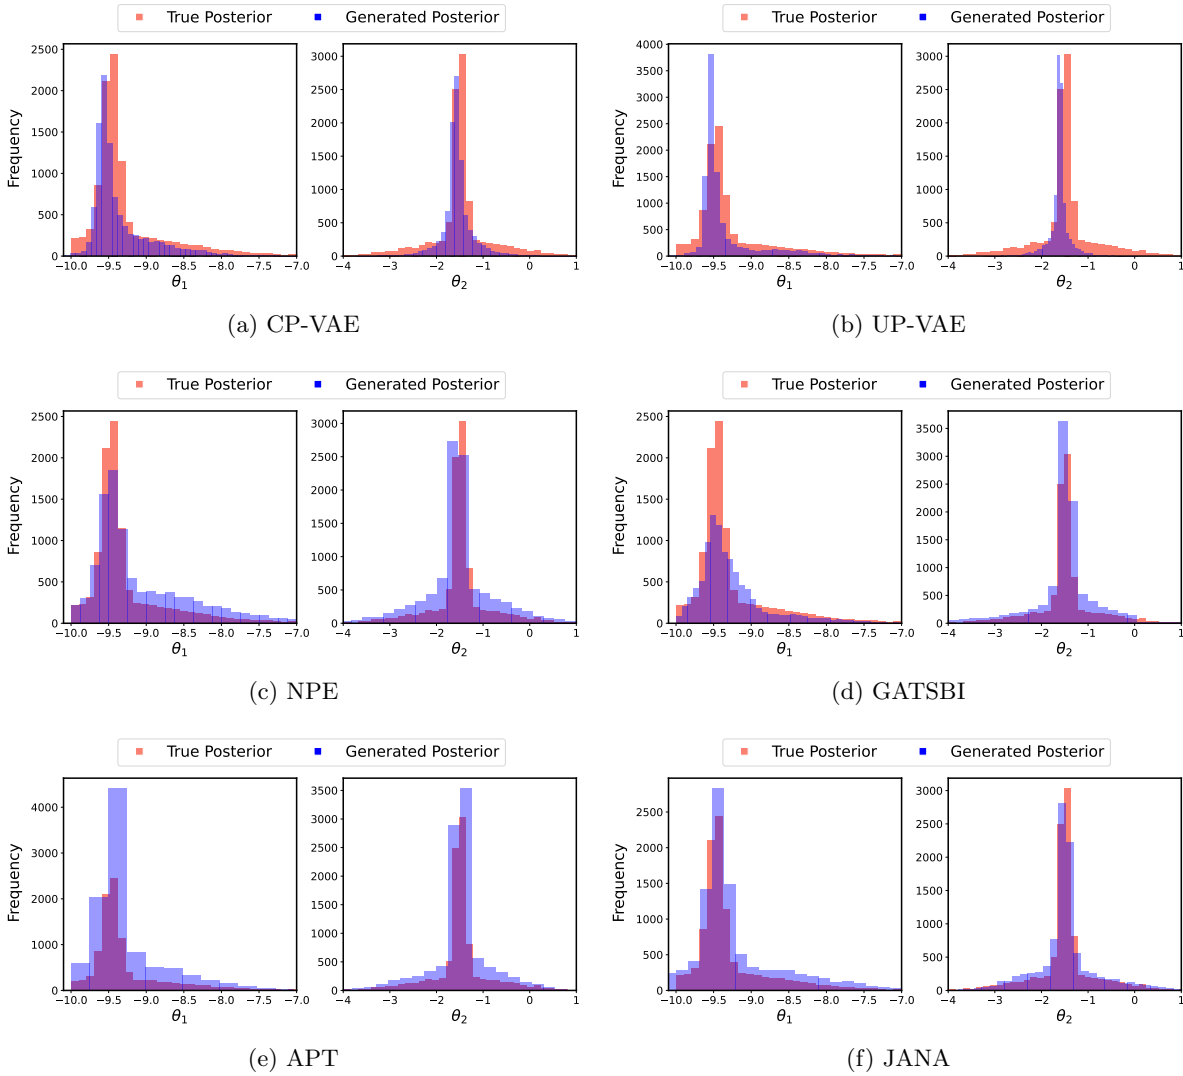 True Posterior Generated Posterior
True Posterior Generated Posterior
Frequency
2500
2000
1500
1000
500
0
−10.0 −9.5 −9.0 −8.5 −8.0 −7.5 −7.0
θ1
3000
2500
2000
1500
1000
500
0
−4 −3 −2 −1 0 1
θ2
Frequency
4000
3500
3000
2500
2000
1500
1000
500
0
−10.0 −9.5 −9.0 −8.5 −8.0 −7.5 −7.0
θ1
3000
2500
2000
1500
1000
500
0
−4 −3 −2 −1 0 1
θ2
(a) CP-VAE
(b) UP-VAE
True Posterior Generated Posterior
True Posterior Generated Posterior
Frequency
2500
2000
1500
1000
500
0
−10.0 −9.5 −9.0 −8.5 −8.0 −7.5 −7.0
θ1
3000
2500
2000
1500
1000
500
0
−4 −3 −2 −1 0 1
θ2
Frequency
2500
2000
1500
1000
500
0
−10.0 −9.5 −9.0 −8.5 −8.0 −7.5 −7.0
θ1
3500
3000
2500
2000
1500
1000
500
0
−4 −3 −2 −1 0 1
θ2
(c) NPE
(d) GATSBI
True Posterior Generated Posterior
True Posterior Generated Posterior
Frequency
4000
3000
2000
1000
0
−10.0 −9.5 −9.0 −8.5 −8.0 −7.5 −7.0
θ1
3500
3000
2500
2000
1500
1000
500
0
−4 −3 −2 −1 0 1
θ2
Frequency
2500
2000
1500
1000
500
0
−10.0 −9.5 −9.0 −8.5 −8.0 −7.5 −7.0
θ1
3000
2500
2000
1500
1000
500
0
−4 −3 −2 −1 0 1
θ2
(e) APT
(f) JANA